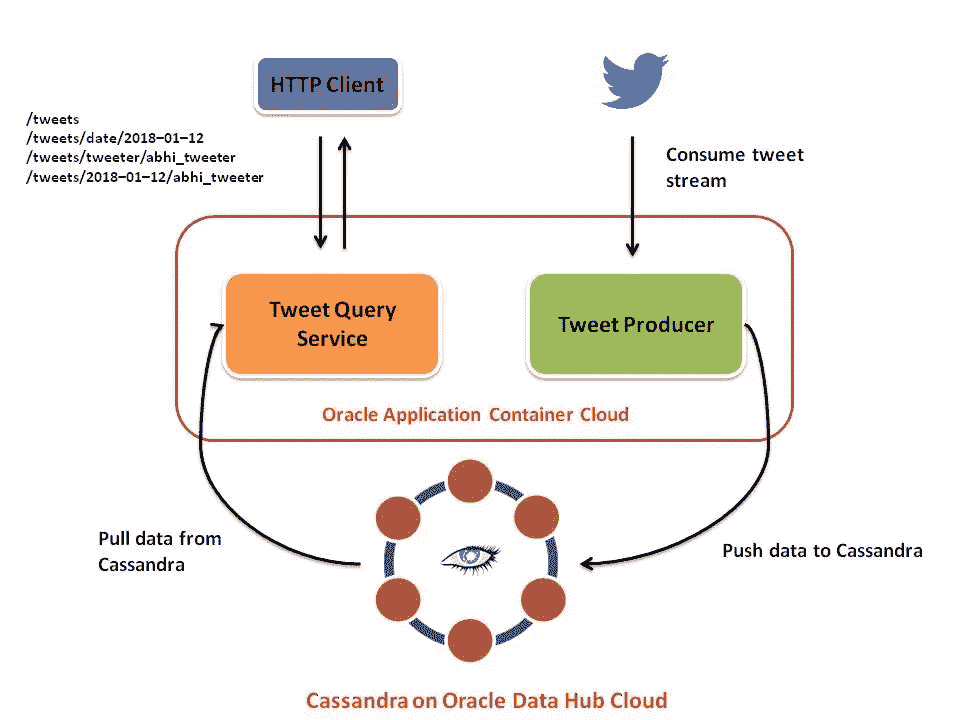 HTTP Client
/tweets
/tweets/date/2018–01–12
/tweets/tweeter/abhi_tweeter
/tweets/2018–01–12/abhi_tweeter
Consume tweet
stream
Tweet Query
Service
Tweet Producer
Oracle Application Container Cloud
Pull data from
Cassandra
Push data to Cassandra
Cassandra on Oracle Data Hub Cloud